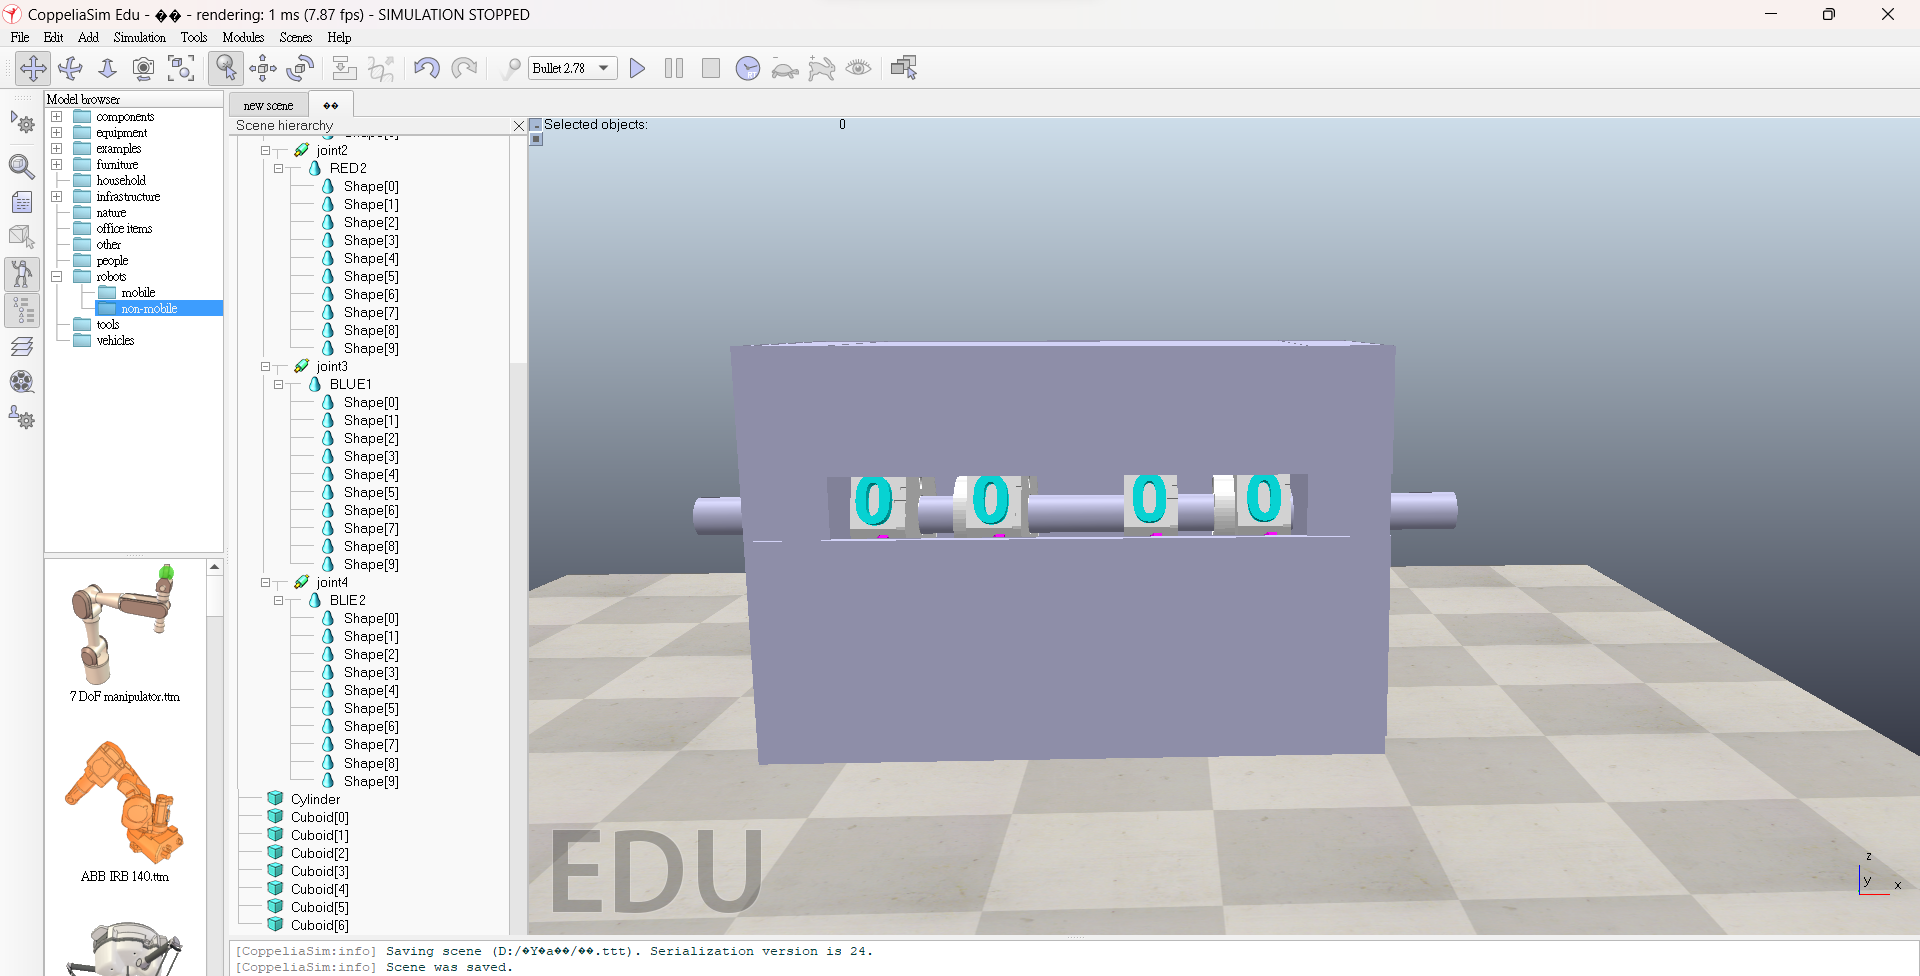 CoppeliaSim Edu - �� - rendering: 1 ms (7.87 fps) - SIMULATION STOPPED
File Edit Add Simulation Tools Modules Scenes Help
Bullet 2.78
Model browser
components
equipment
examples
furniture
household
infrastructure
nature
office items
other
people
robots
mobile
non-mobile
tools
vehicles
7 DoF manipulator.ttm
ABB IRB 140.ttm
new scene ��
Scene hierarchy
joint2
RED2
Shape[0]
Shape[1]
Shape[2]
Shape[3]
Shape[4]
Shape[5]
Shape[6]
Shape[7]
Shape[8]
Shape[9]
joint3
BLUE1
Shape[0]
Shape[1]
Shape[2]
Shape[3]
Shape[4]
Shape[5]
Shape[6]
Shape[7]
Shape[8]
Shape[9]
joint4
BLIE2
Shape[0]
Shape[1]
Shape[2]
Shape[3]
Shape[4]
Shape[5]
Shape[6]
Shape[7]
Shape[8]
Shape[9]
Cylinder
Cuboid[0]
Cuboid[1]
Cuboid[2]
Cuboid[3]
Cuboid[4]
Cuboid[5]
Cuboid[6]
Selected objects: 0
0 0 0 0
EDU
z
y x
[CoppeliaSim:info] Saving scene (D:/�Y�a��/��.ttt). Serialization version is 24.
[CoppeliaSim:info] Scene was saved.